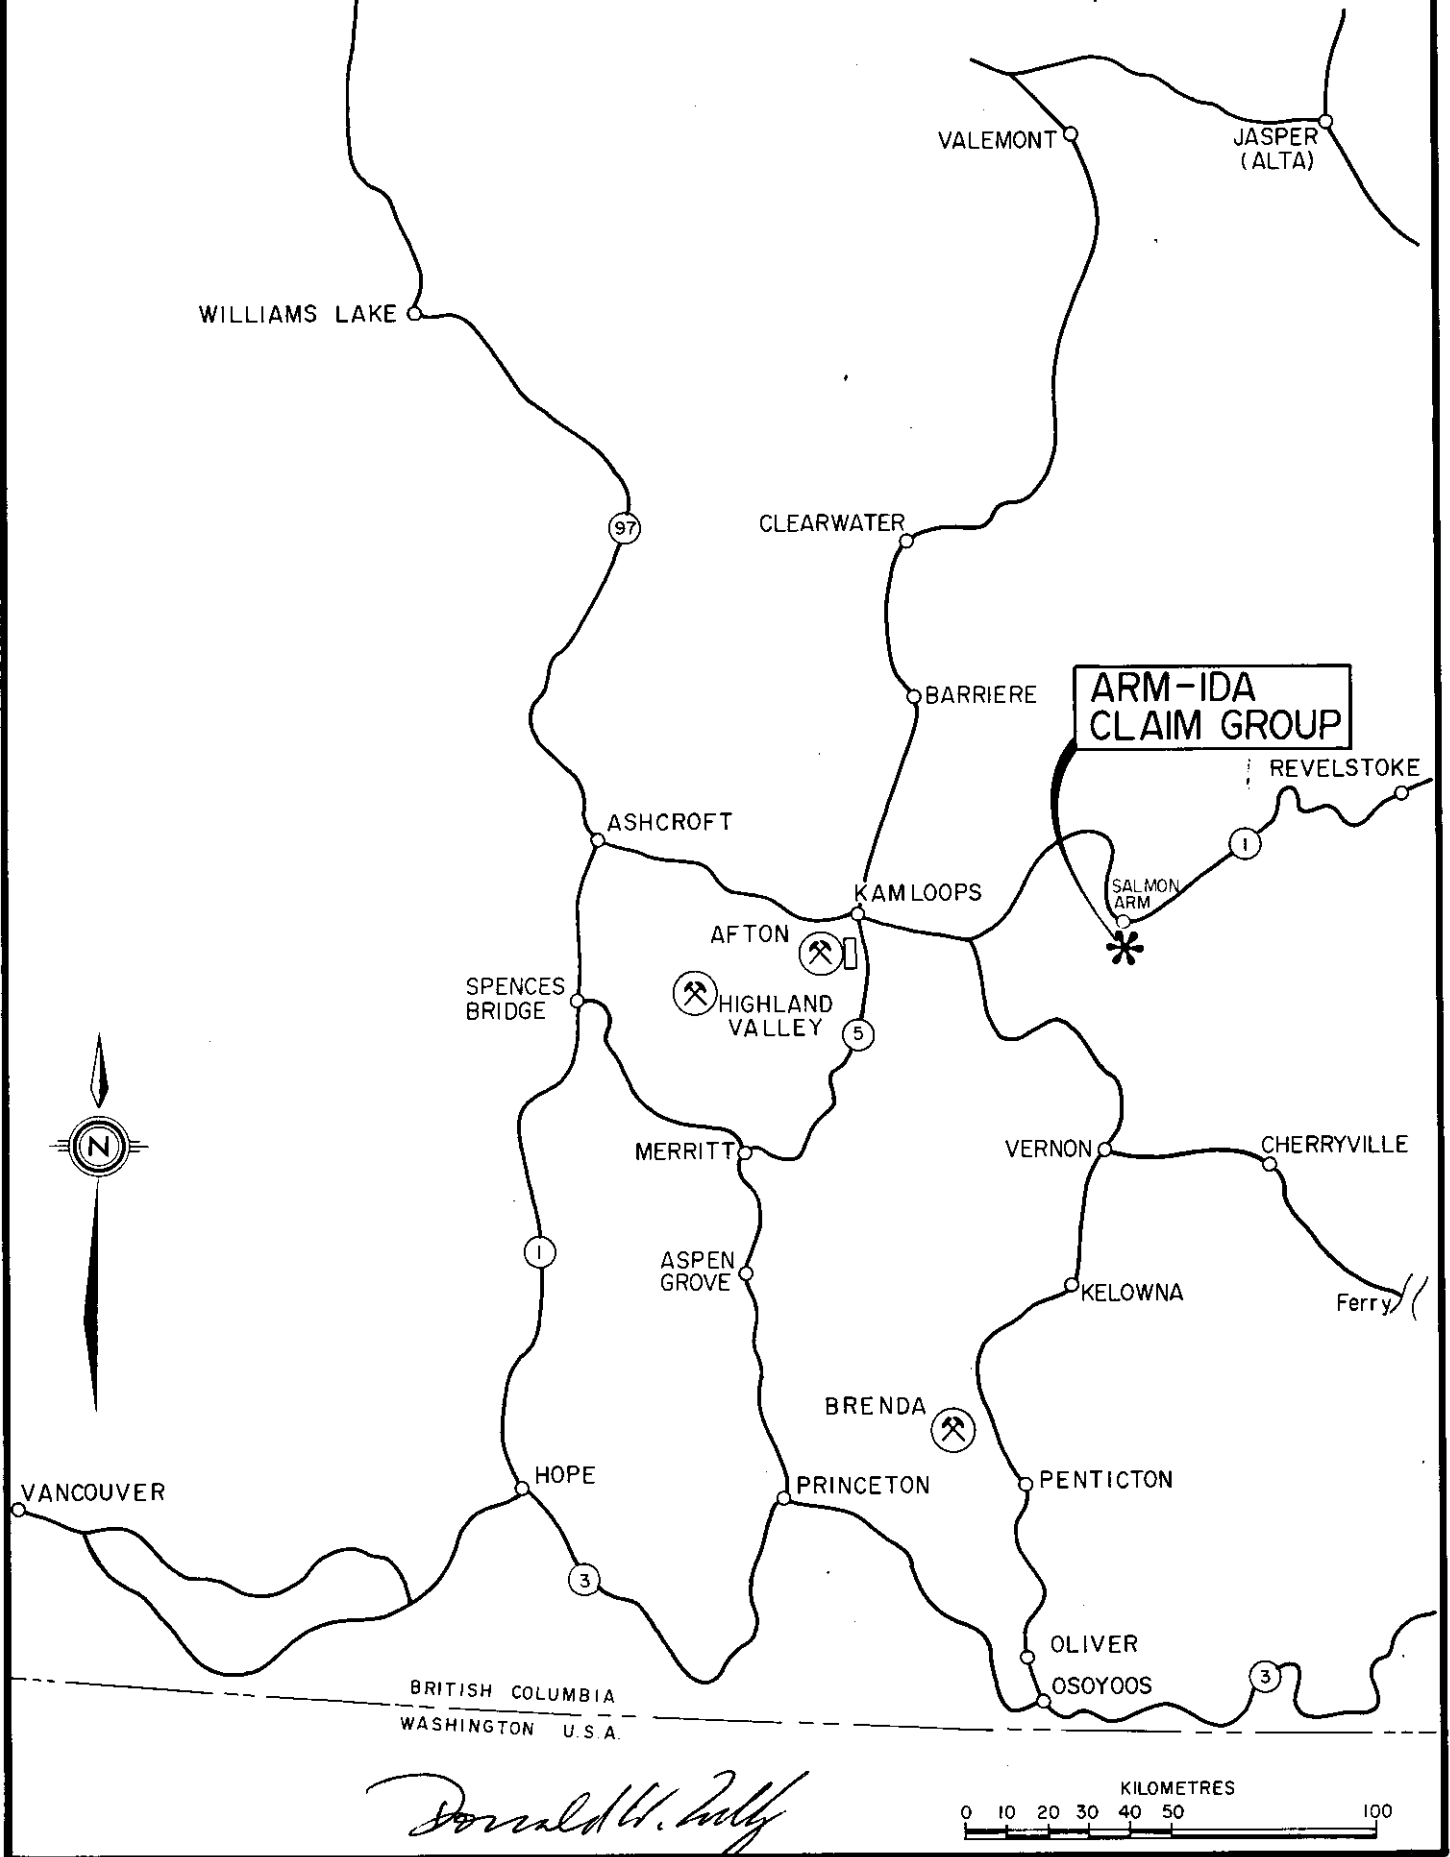 VALEMONT
JASPER
(ALTA)
WILLIAMS LAKE
97
CLEARWATER
BARRIERE
ARM-IDA
CLAIM GROUP
REVELSTOKE
ASHCROFT
1
SALMON
ARM
KAMLOOPS
AFTON
SPENCES
BRIDGE
HIGHLAND
VALLEY
5
N
MERRITT
VERNON
CHERRYVILLE
1
ASPEN
GROVE
KELOWNA
Ferry
BRENDA
HOPE
PENTICTON
VANCOUVER
PRINCETON
3
OLIVER
OSOYOOS
3
BRITISH COLUMBIA
WASHINGTON U.S.A.
Donald W.
KILOMETRES
0 10 20 30 40 50 100